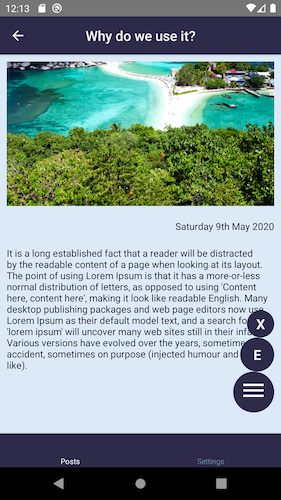 12:13
Why do we use it?
Saturday 9th May 2020
It is a long established fact that a reader will be distracted
by the readable content of a page when looking at its layout.
The point of using Lorem Ipsum is that it has a more-or-less
normal distribution of letters, as opposed to using 'Content
here, content here', making it look like readable English. Many
desktop publishing packages and web page editors now use
Lorem Ipsum as their default model text, and a search fo
'lorem ipsum' will uncover many web sites still in their infa
Various versions have evolved over the years, sometime
accident, sometimes on purpose (injected humour and
like).
X
E
Posts Settings